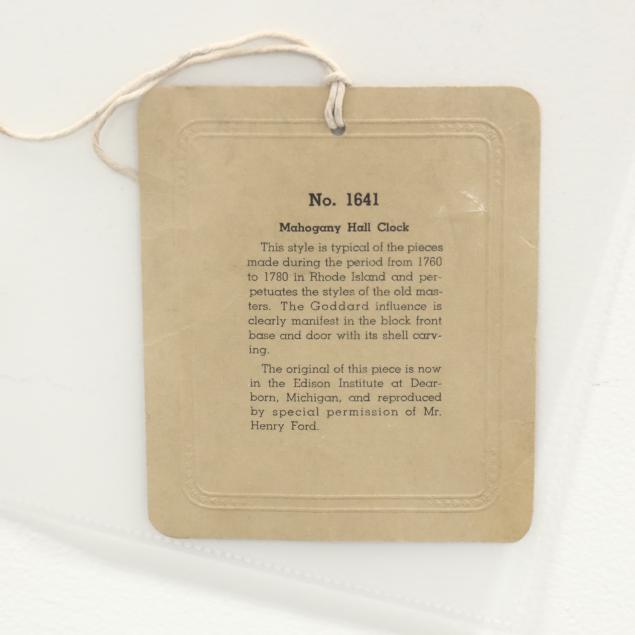 No. 1641
Mahogany Hall Clock
This style is typical of the pieces
made during the period from 1760
to 1780 in Rhode Island and per-
petuates the styles of the old mas-
ters. The Goddard influence is
clearly manifest in the block front
base and door with its shell carv-
ing.
The original of this piece is now
in the Edison Institute at Dear-
born, Michigan, and reproduced
by special permission of Mr.
Henry Ford.